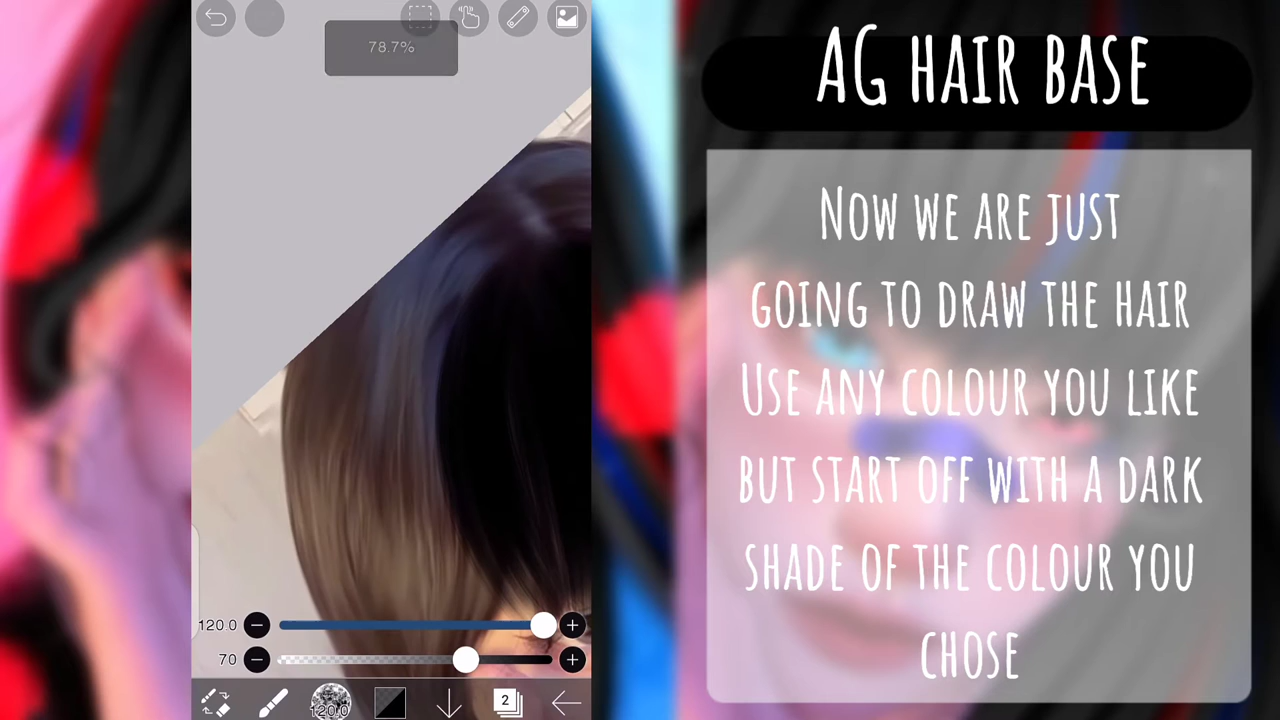 78.7%
120.0
70
120.0
2
AG HAIR BASE
NOW WE ARE JUST
GOING TO DRAW THE HAIR
USE ANY COLOUR YOU LIKE
BUT START OFF WITH A DARK
SHADE OF THE COLOUR YOU
CHOSE